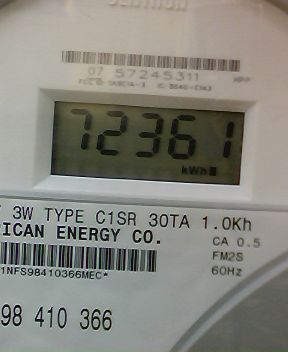 07 57245311
72361
kWh
3W TYPE C1SR 30TA 1.0Kh
RICAN ENERGY CO.
CA 0.5
FM2S
60Hz
1NFS98410366MEC*
98 410 366